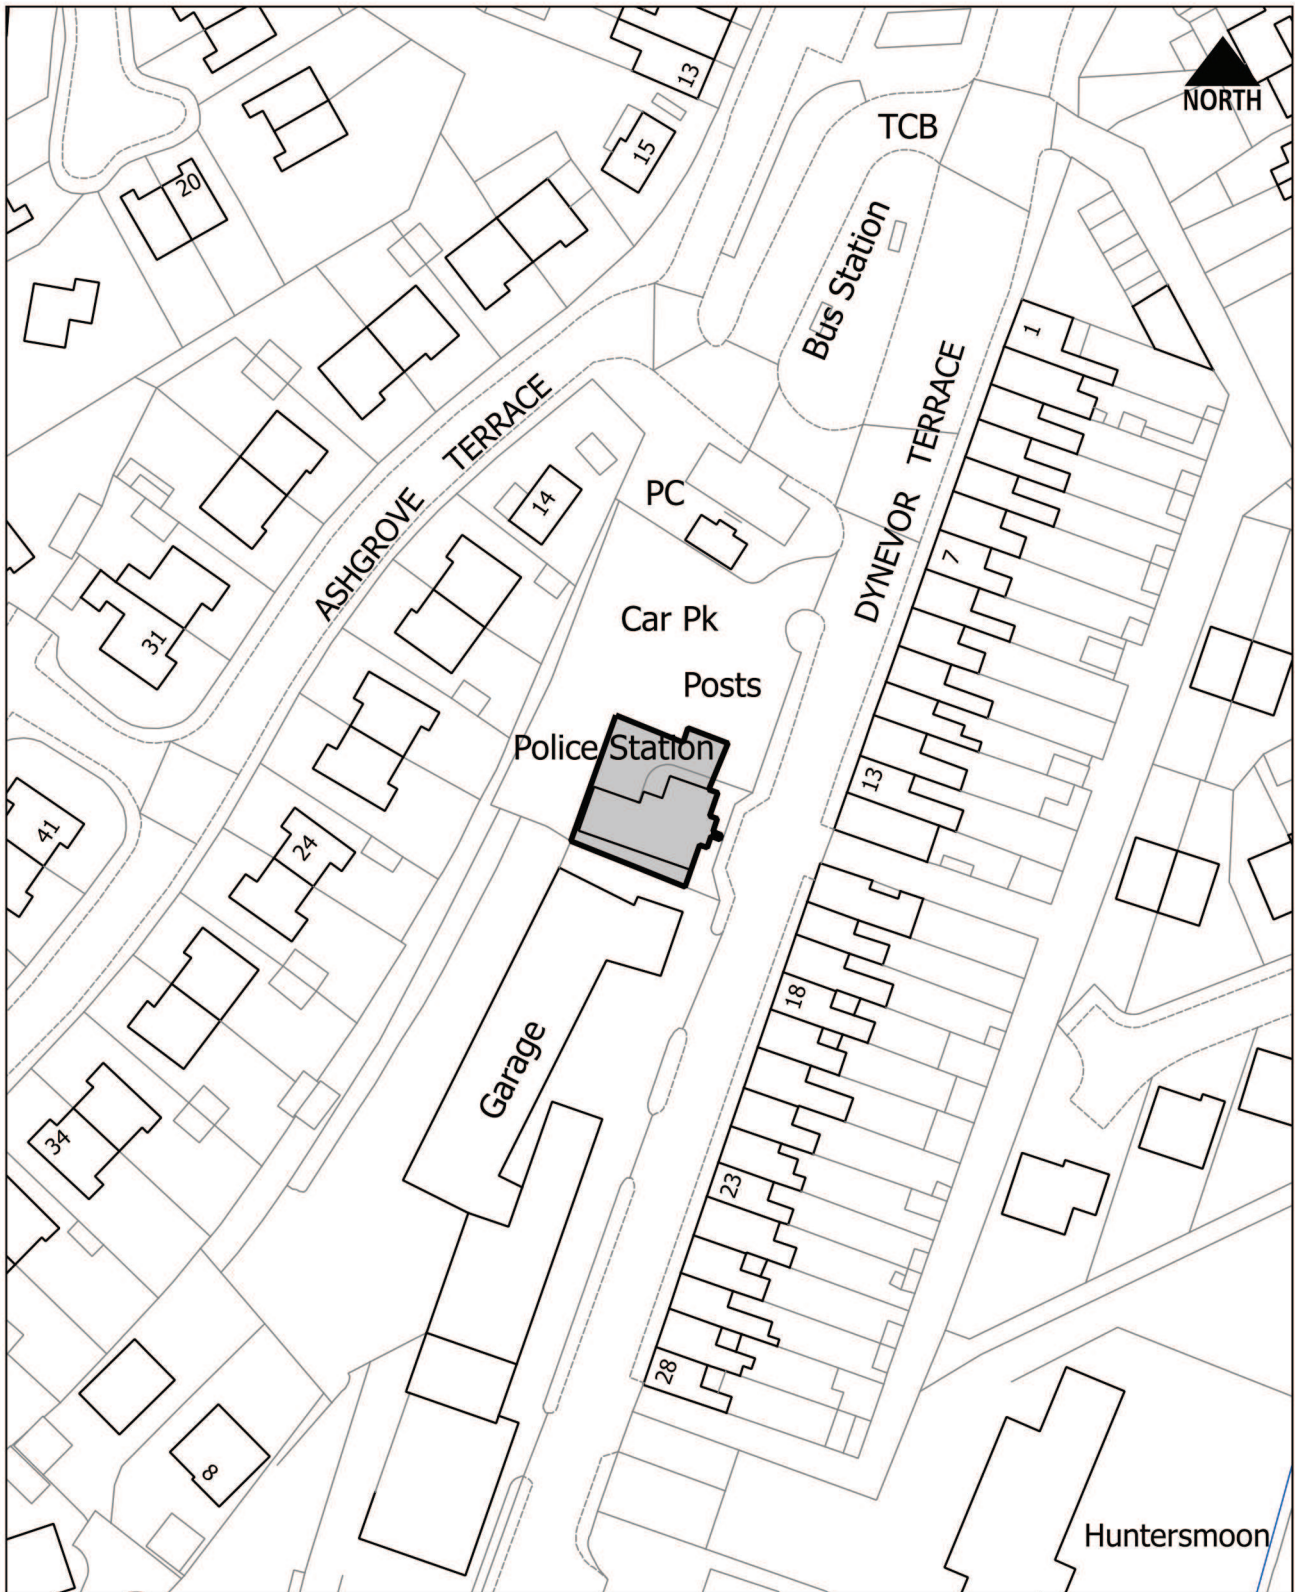 13
NORTH
TCB
15
20
Bus Station
1
ASHGROVE TERRACE
DYNEVOR TERRACE
14
PC
7
Car Pk
31
Posts
Police Station
13
41
24
18
Garage
34
23
28
8
Huntersmoon